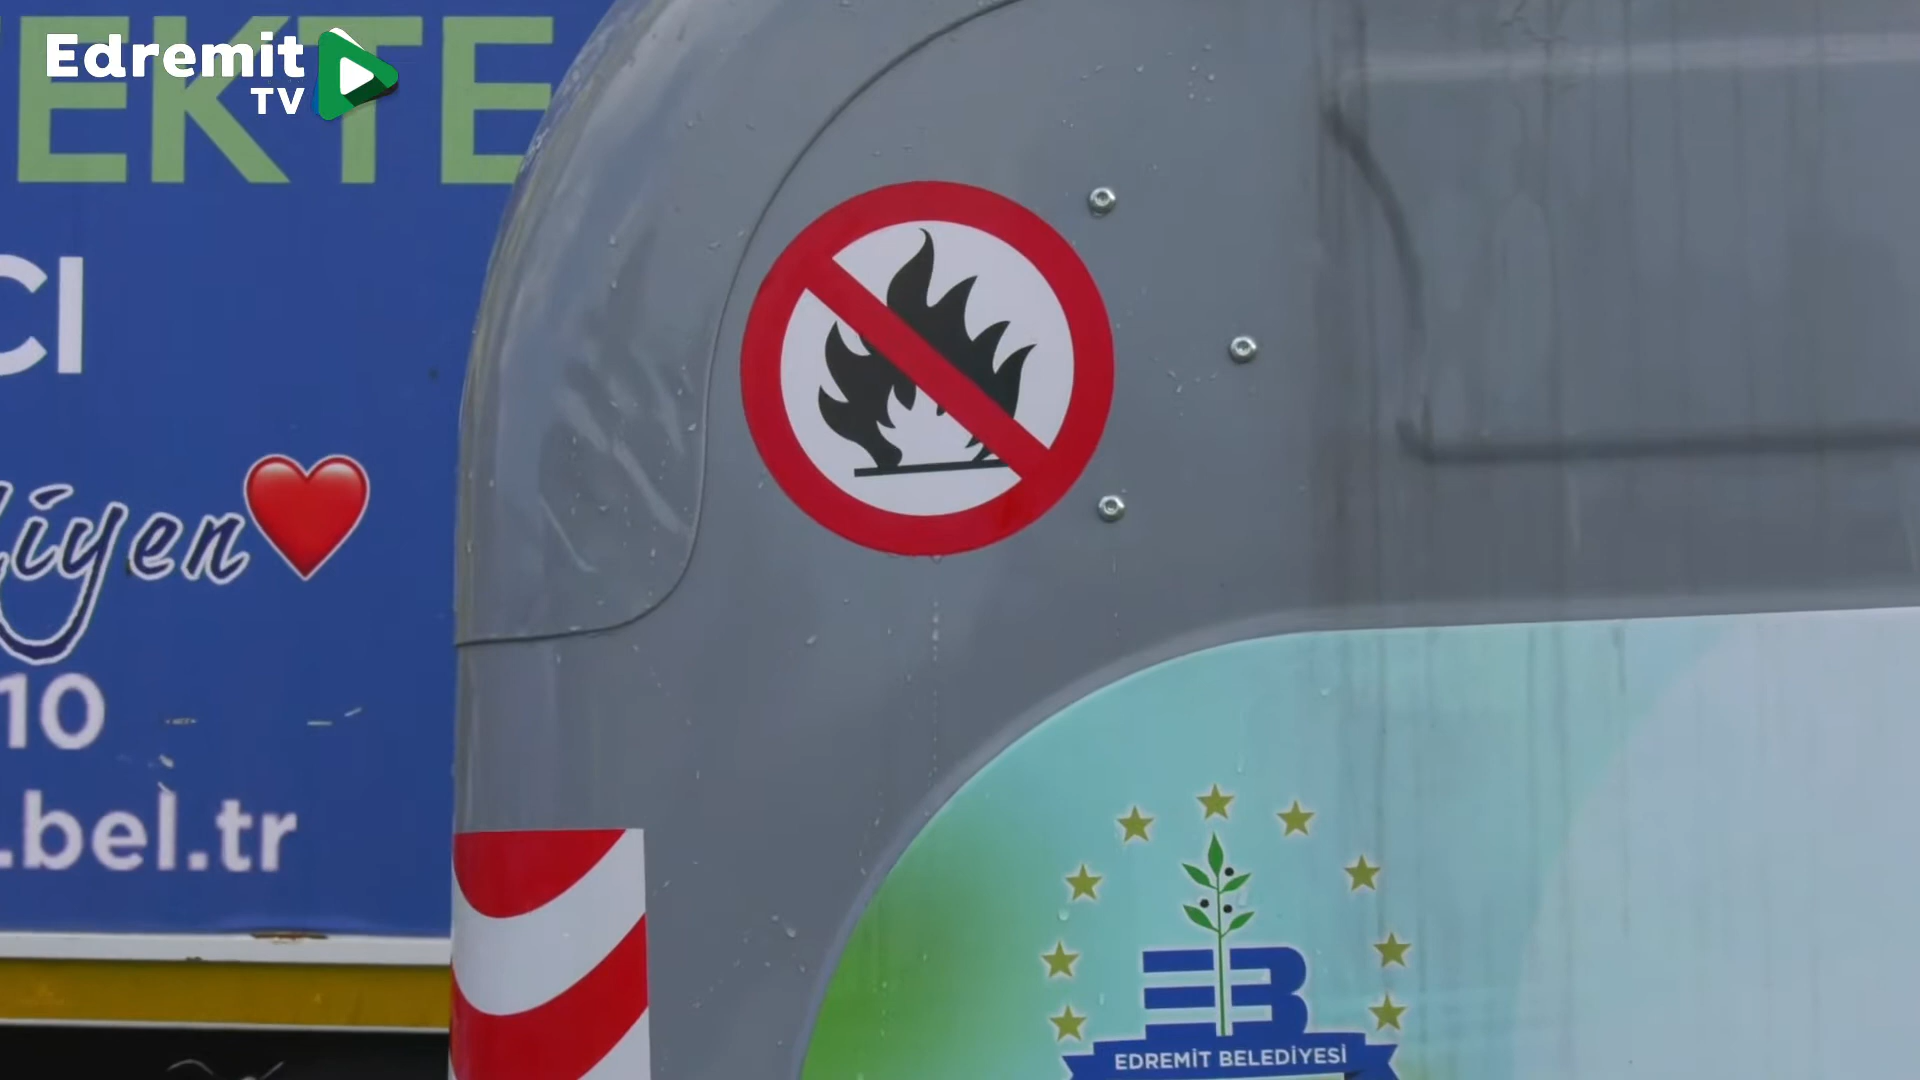 Edremit
TV
EKTE
CI
iyen
10
.bel.tr
EB
EDREMİT BELEDİYESİ